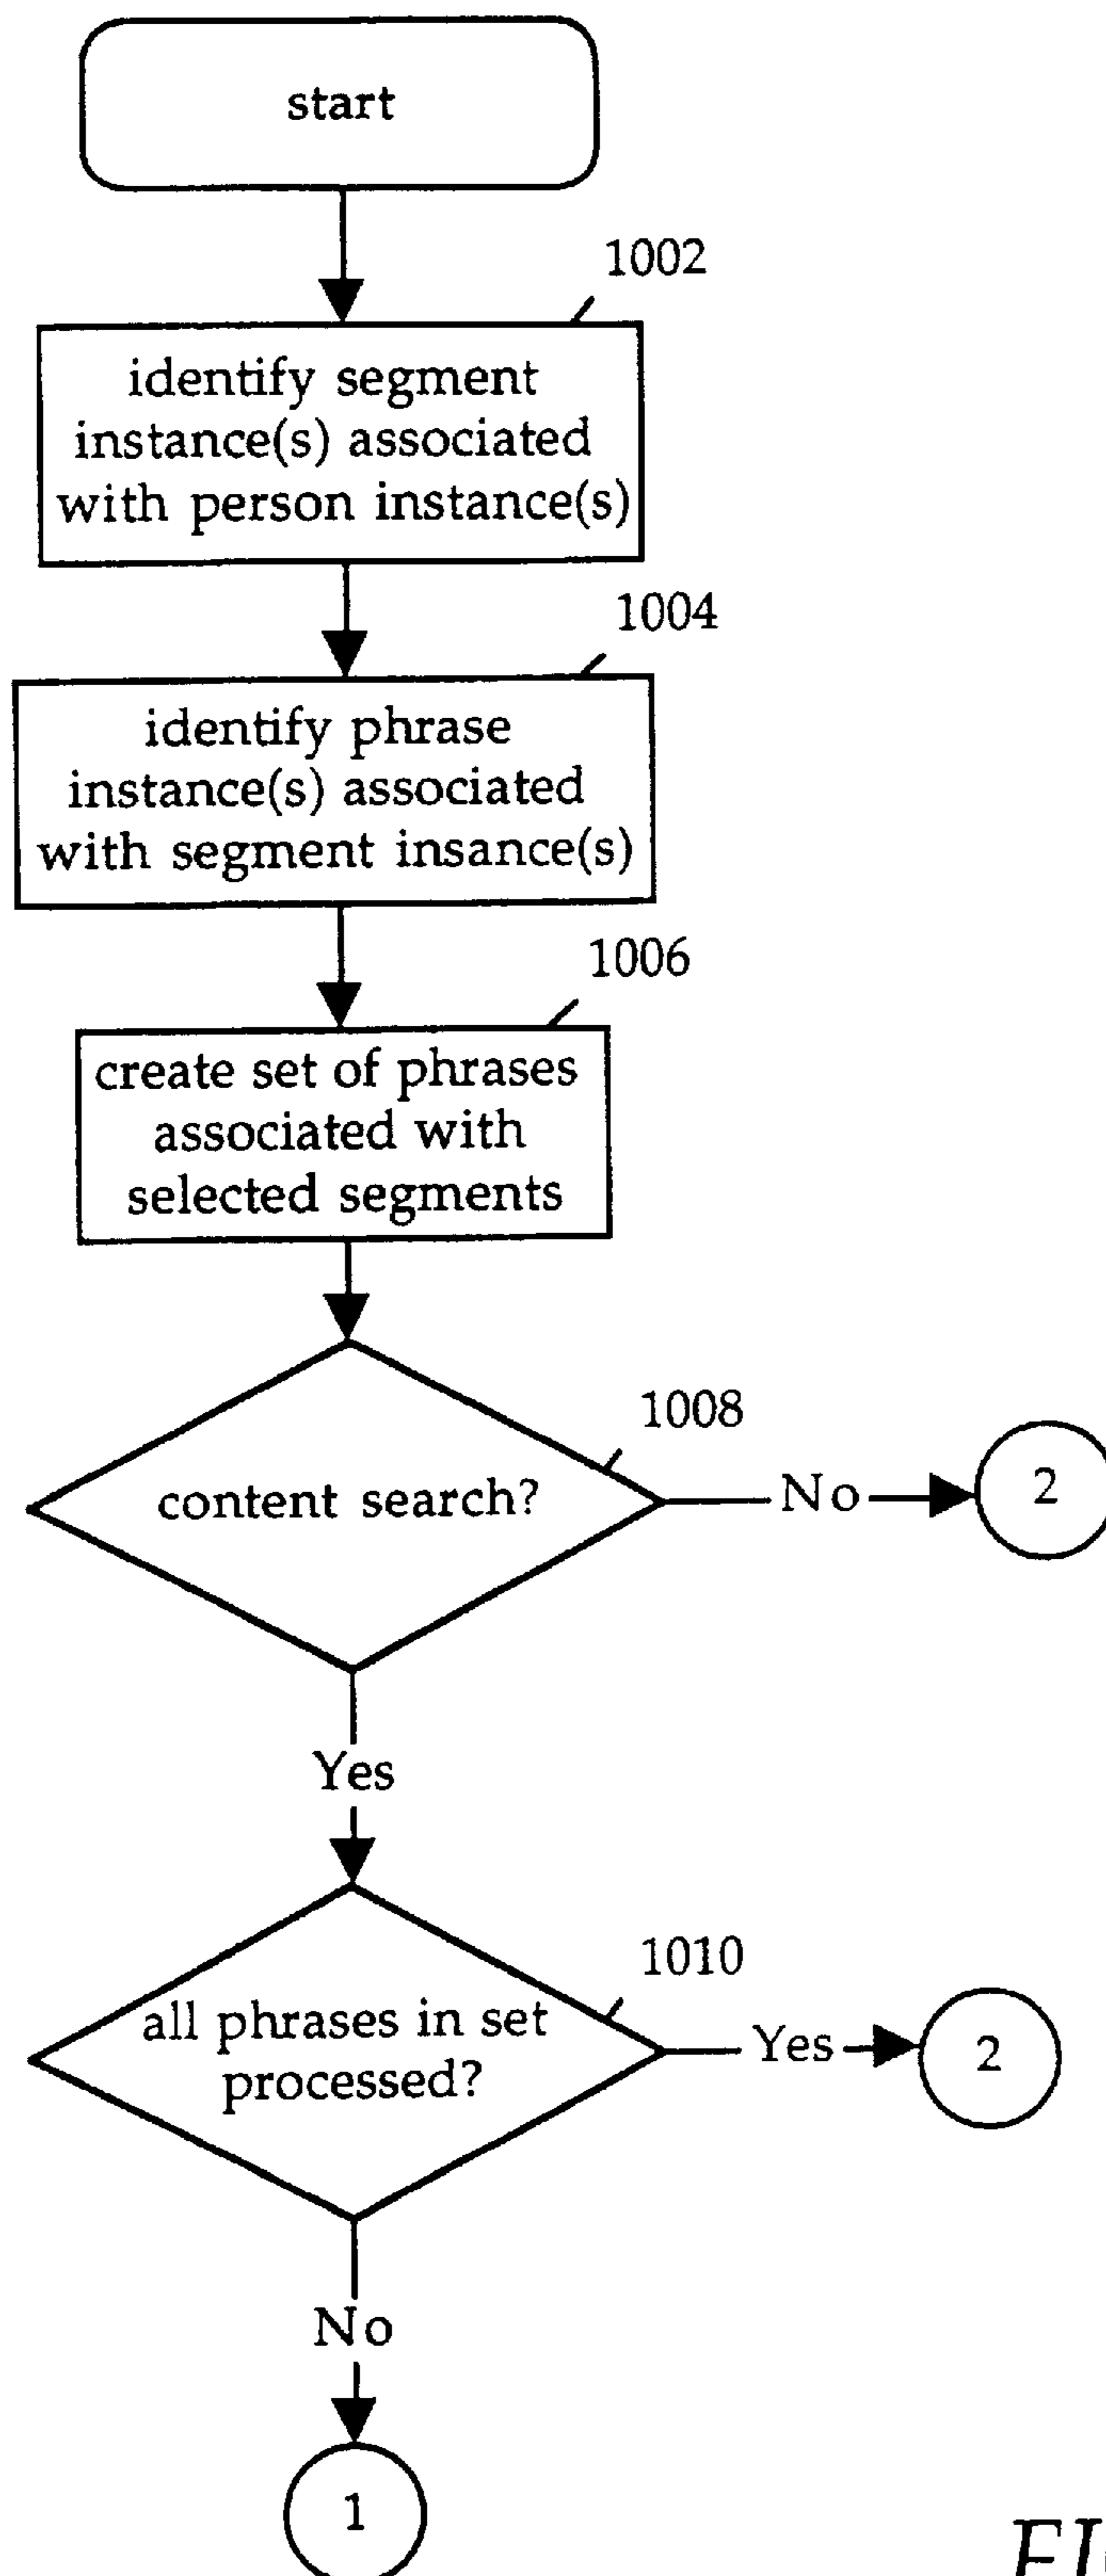 start
1002
identify segment
instance(s) associated
with person instance(s)
1004
identify phrase
instance(s) associated
with segment insance(s)
1006
create set of phrases
associated with
selected segments
1008
content search?
No
2
Yes
1010
all phrases in set
processed?
Yes
2
No
1